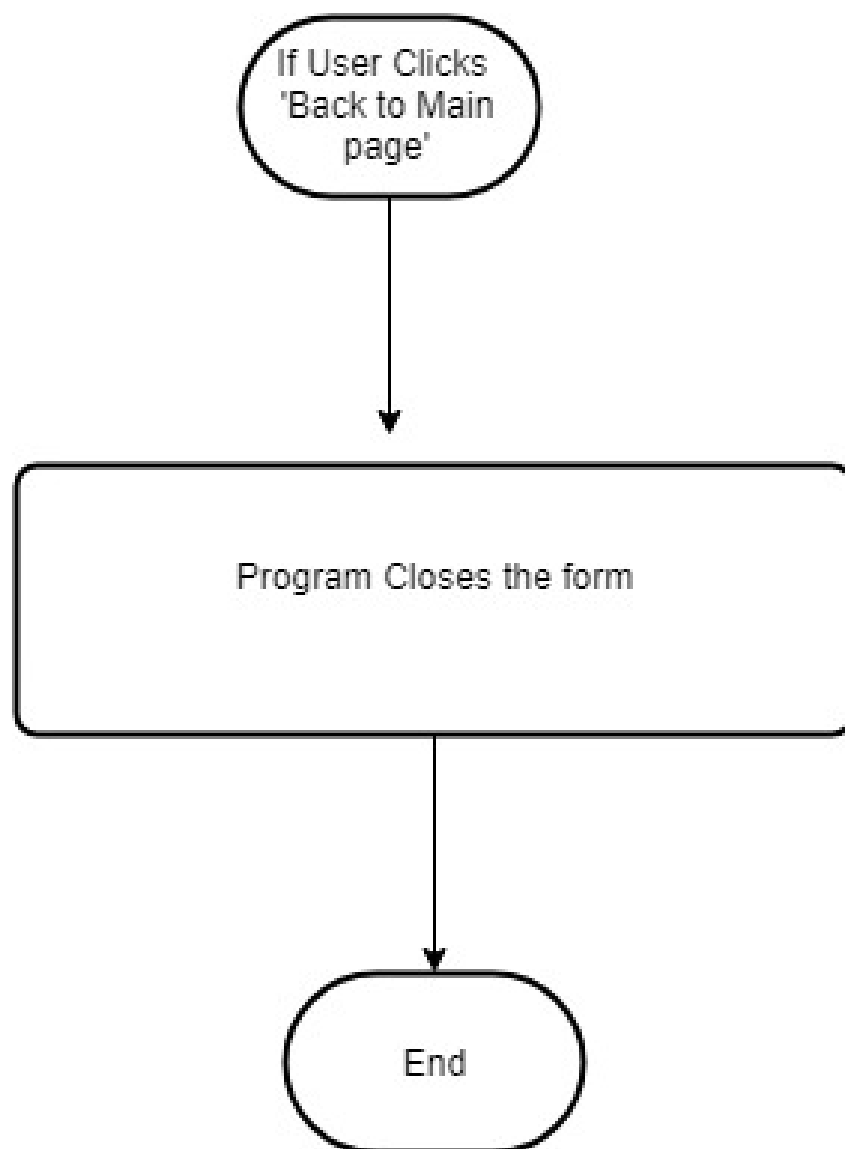 If User Clicks
'Back to Main
page'
Program Closes the form
End